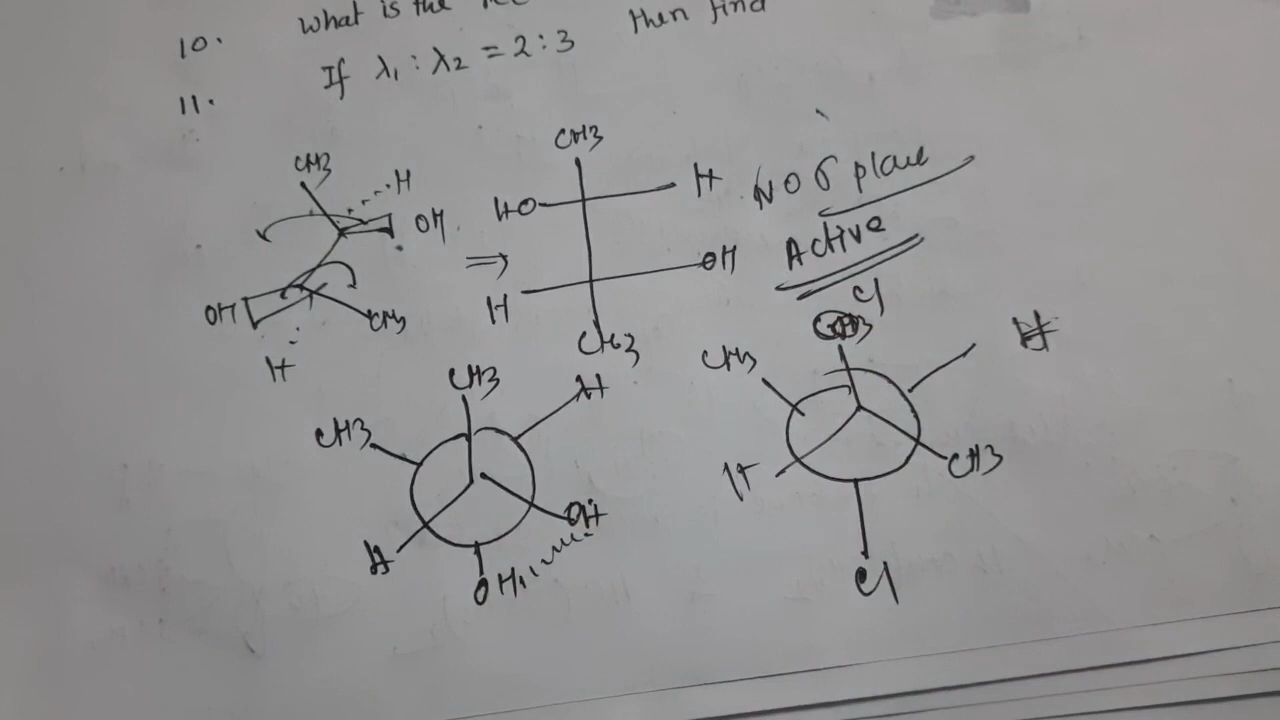 10. What is the
11. If λ₁ : λ₂ = 2 : 3 then find
CH3
H
OH
OH
CH3
H
⇒
CH3
HO
H
H
OH
CH3
NO σ plane
Active
CH3
CH3
H
H
OH
OH
Cl
CH3
H
H
CH3
Cl